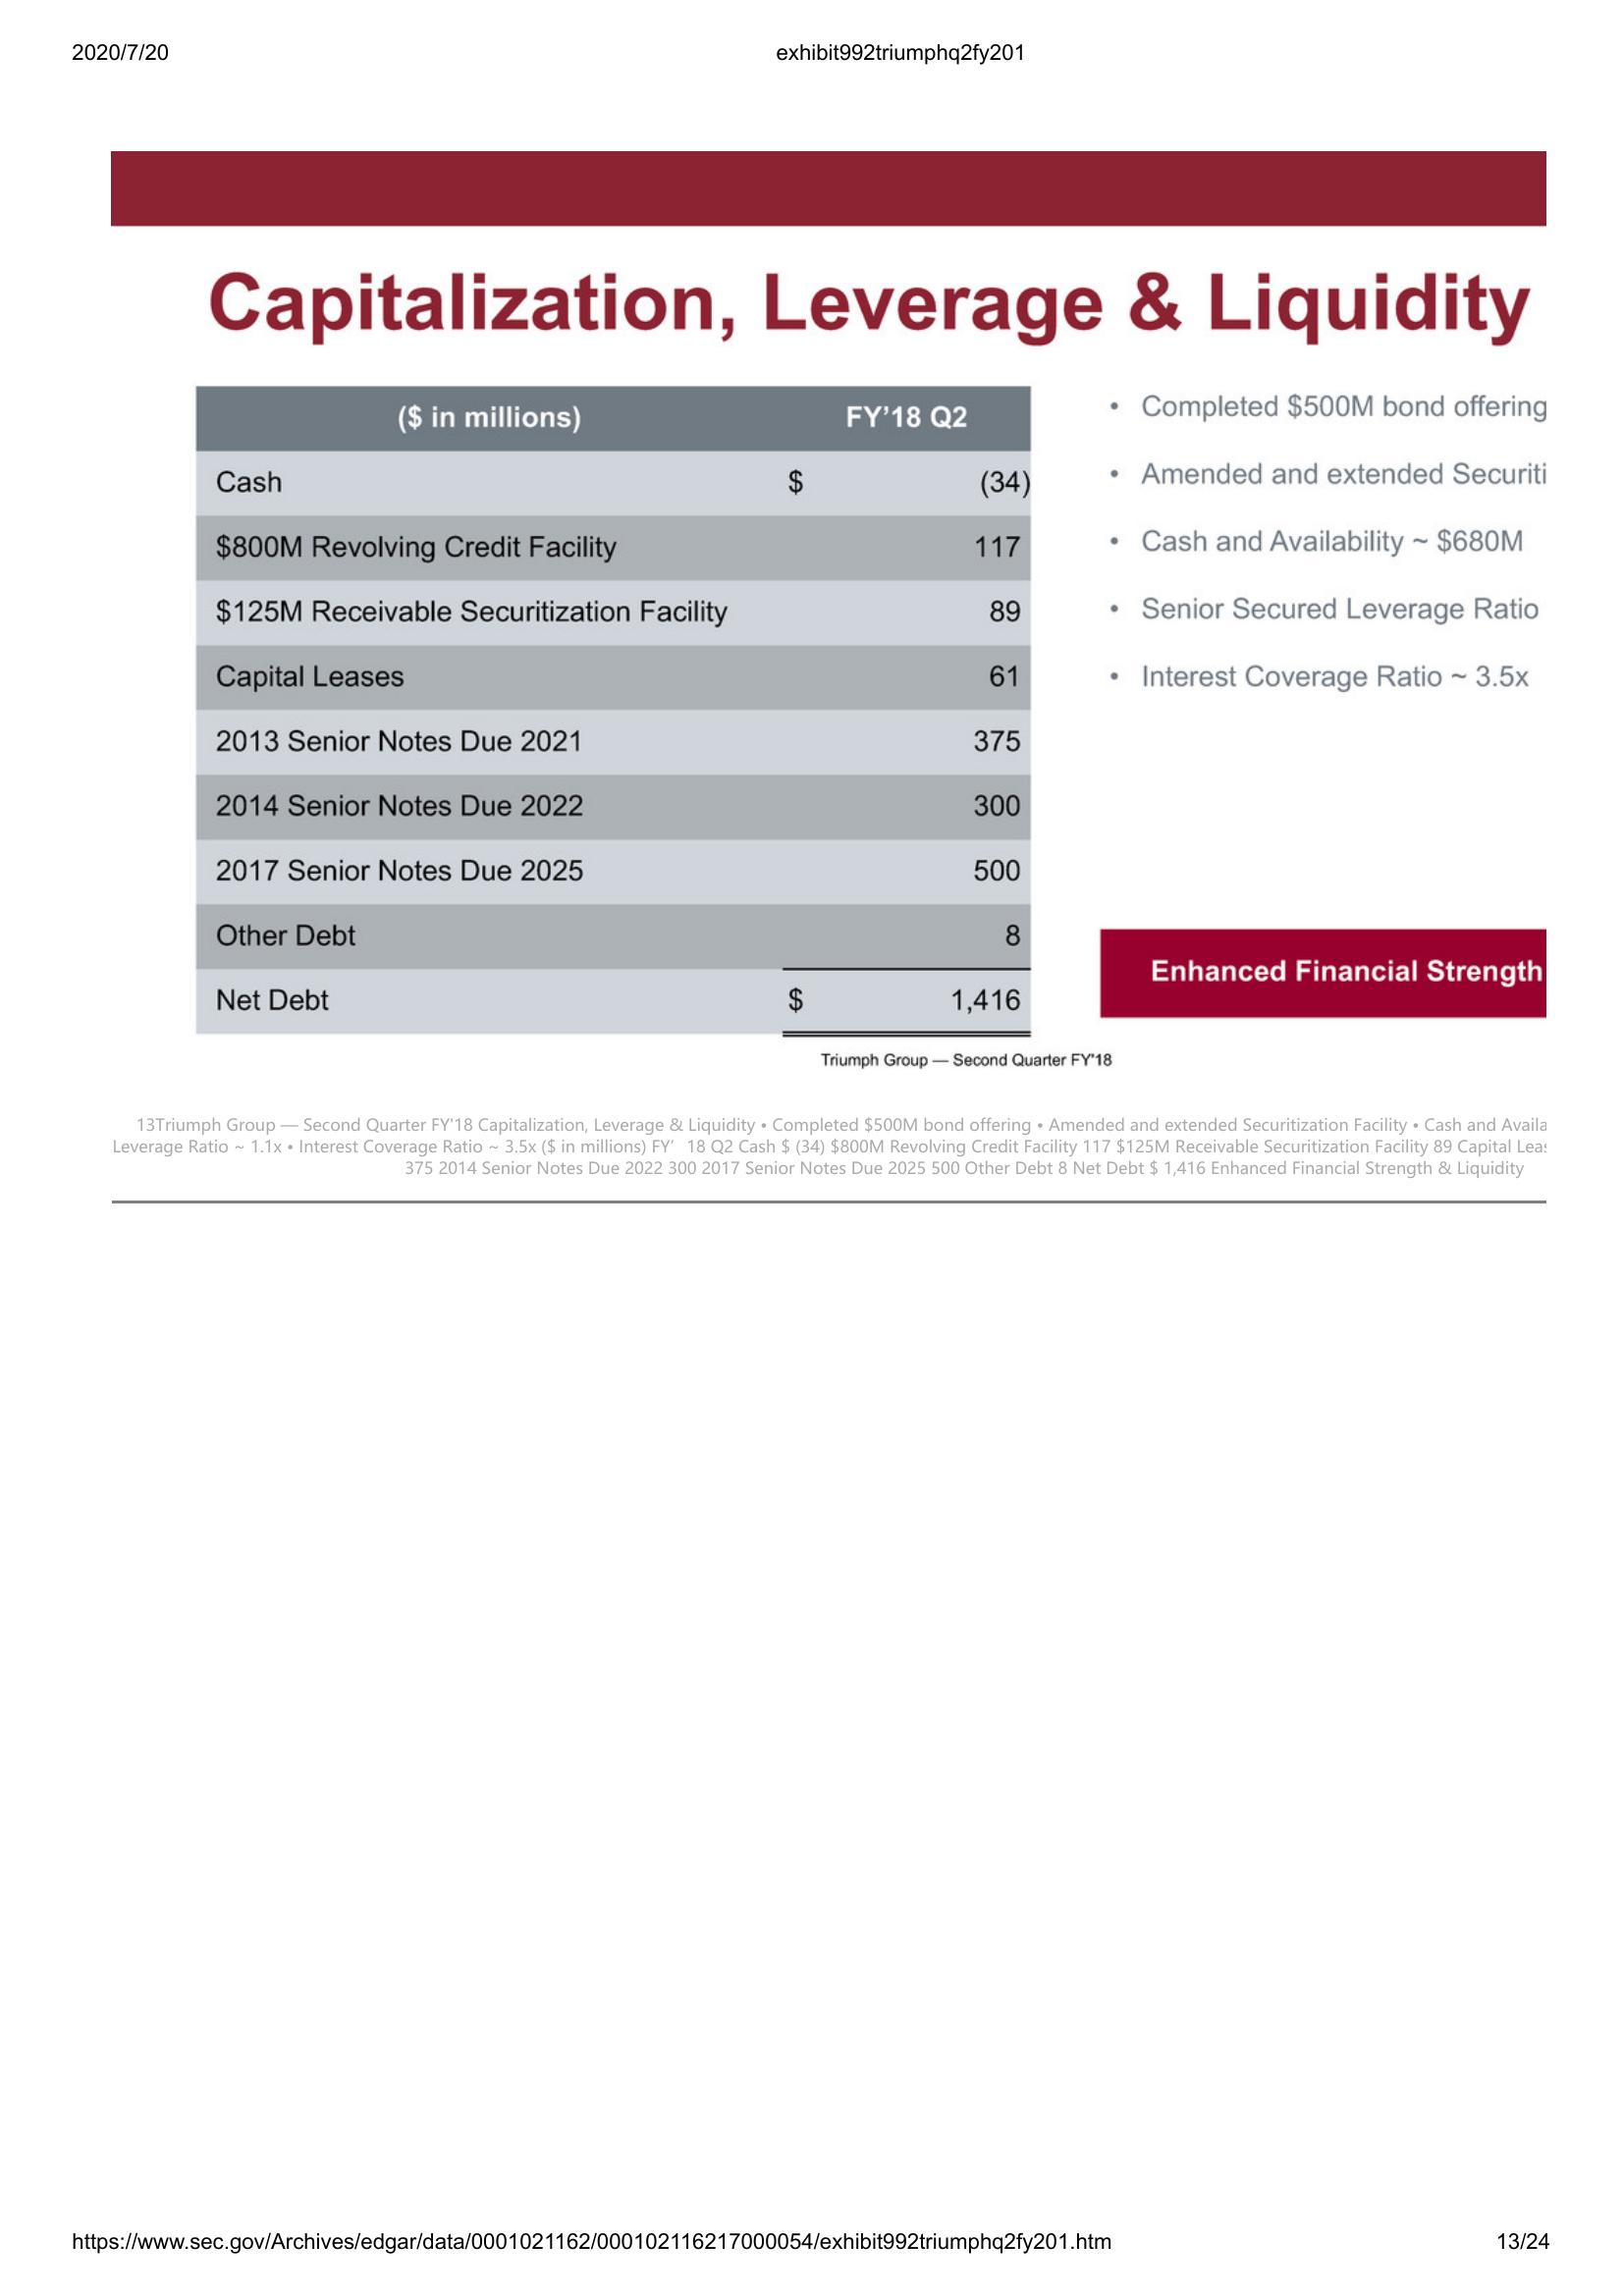 2020/7/20 exhibit992triumphq2fy201
Capitalization, Leverage & Liquidity
($ in millions) FY’18 Q2
Cash $ (34)
$800M Revolving Credit Facility 117
$125M Receivable Securitization Facility 89
Capital Leases 61
2013 Senior Notes Due 2021 375
2014 Senior Notes Due 2022 300
2017 Senior Notes Due 2025 500
Other Debt 8
Net Debt $ 1,416
• Completed $500M bond offering
• Amended and extended Securiti
• Cash and Availability ~ $680M
• Senior Secured Leverage Ratio
• Interest Coverage Ratio ~ 3.5x
Enhanced Financial Strength
Triumph Group — Second Quarter FY'18
13Triumph Group — Second Quarter FY'18 Capitalization, Leverage & Liquidity • Completed $500M bond offering • Amended and extended Securitization Facility • Cash and Availa
Leverage Ratio ~ 1.1x • Interest Coverage Ratio ~ 3.5x ($ in millions) FY’ 18 Q2 Cash $ (34) $800M Revolving Credit Facility 117 $125M Receivable Securitization Facility 89 Capital Leas
375 2014 Senior Notes Due 2022 300 2017 Senior Notes Due 2025 500 Other Debt 8 Net Debt $ 1,416 Enhanced Financial Strength & Liquidity
https://www.sec.gov/Archives/edgar/data/0001021162/000102116217000054/exhibit992triumphq2fy201.htm 13/24